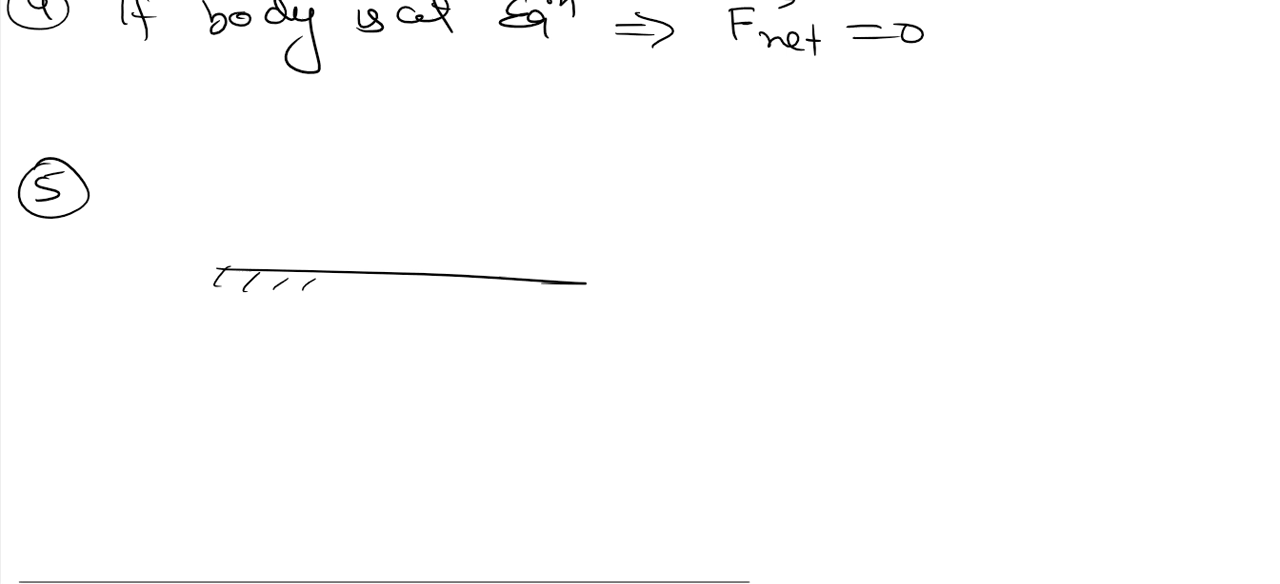 ④ If body is at Eqⁿ ⇒ Fnet = 0
⑤